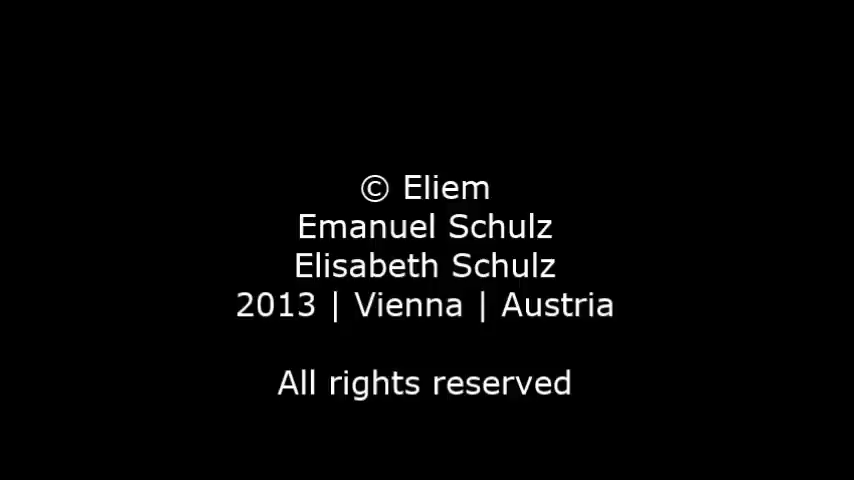 © Eliem
Emanuel Schulz
Elisabeth Schulz
2013 | Vienna | Austria
All rights reserved